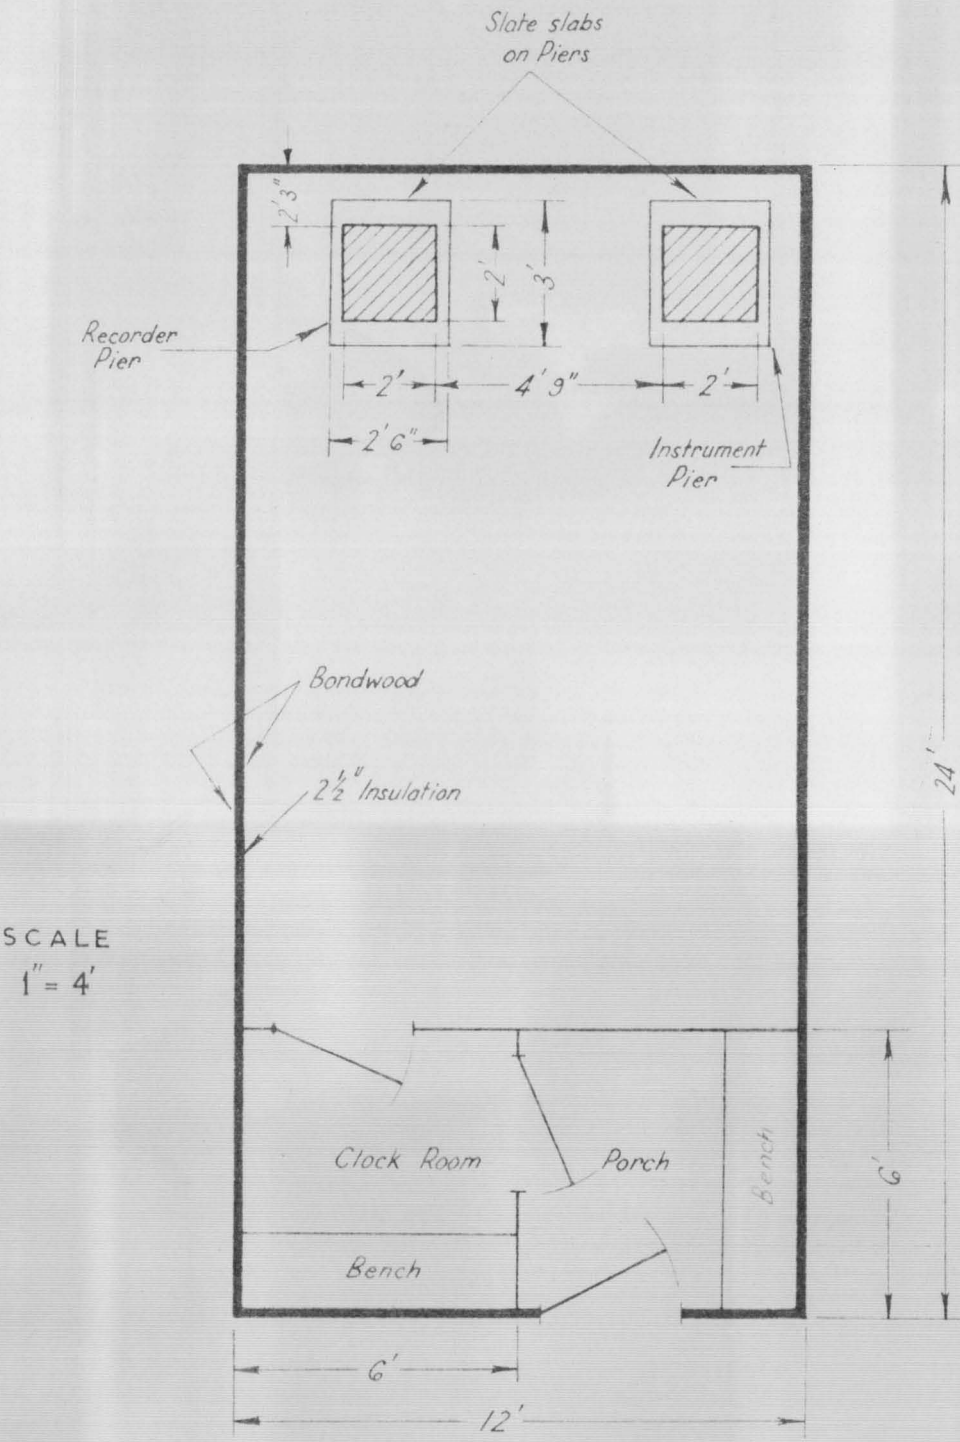 Slate slabs
on Piers
2'3"
2'
3'
Recorder
Pier
2'
4' 9"
2'
2' 6"
Instrument
Pier
Bondwood
2½" Insulation
24'
SCALE
1" = 4'
Clock Room
Porch
Bench
6'
Bench
6'
12'